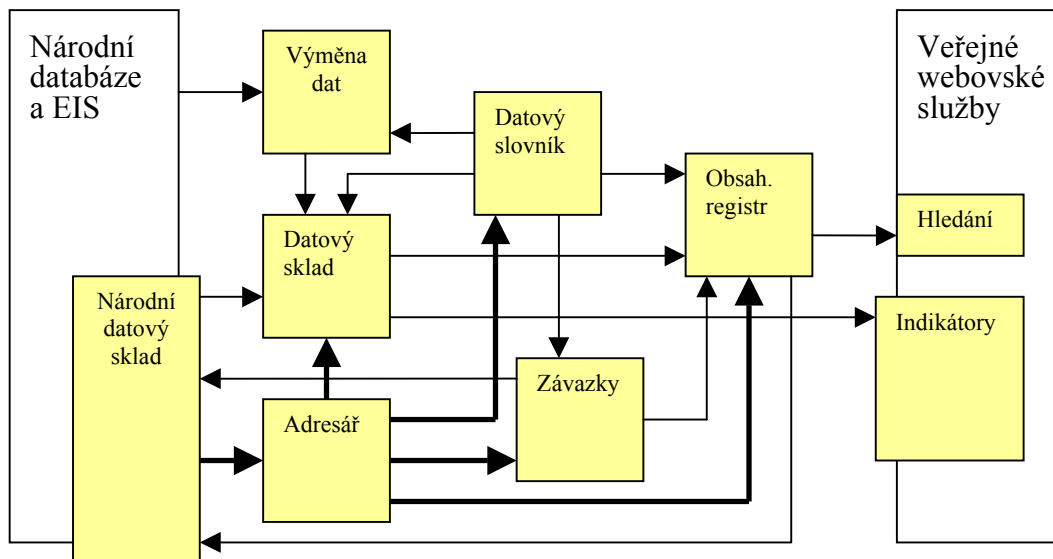 Národní
databáze
a EIS
Výměna
dat
Datový
slovník
Obsah.
registr
Veřejné
webovské
služby
Hledání
Datový
sklad
Národní
datový
sklad
Indikátory
Závazky
Adresář